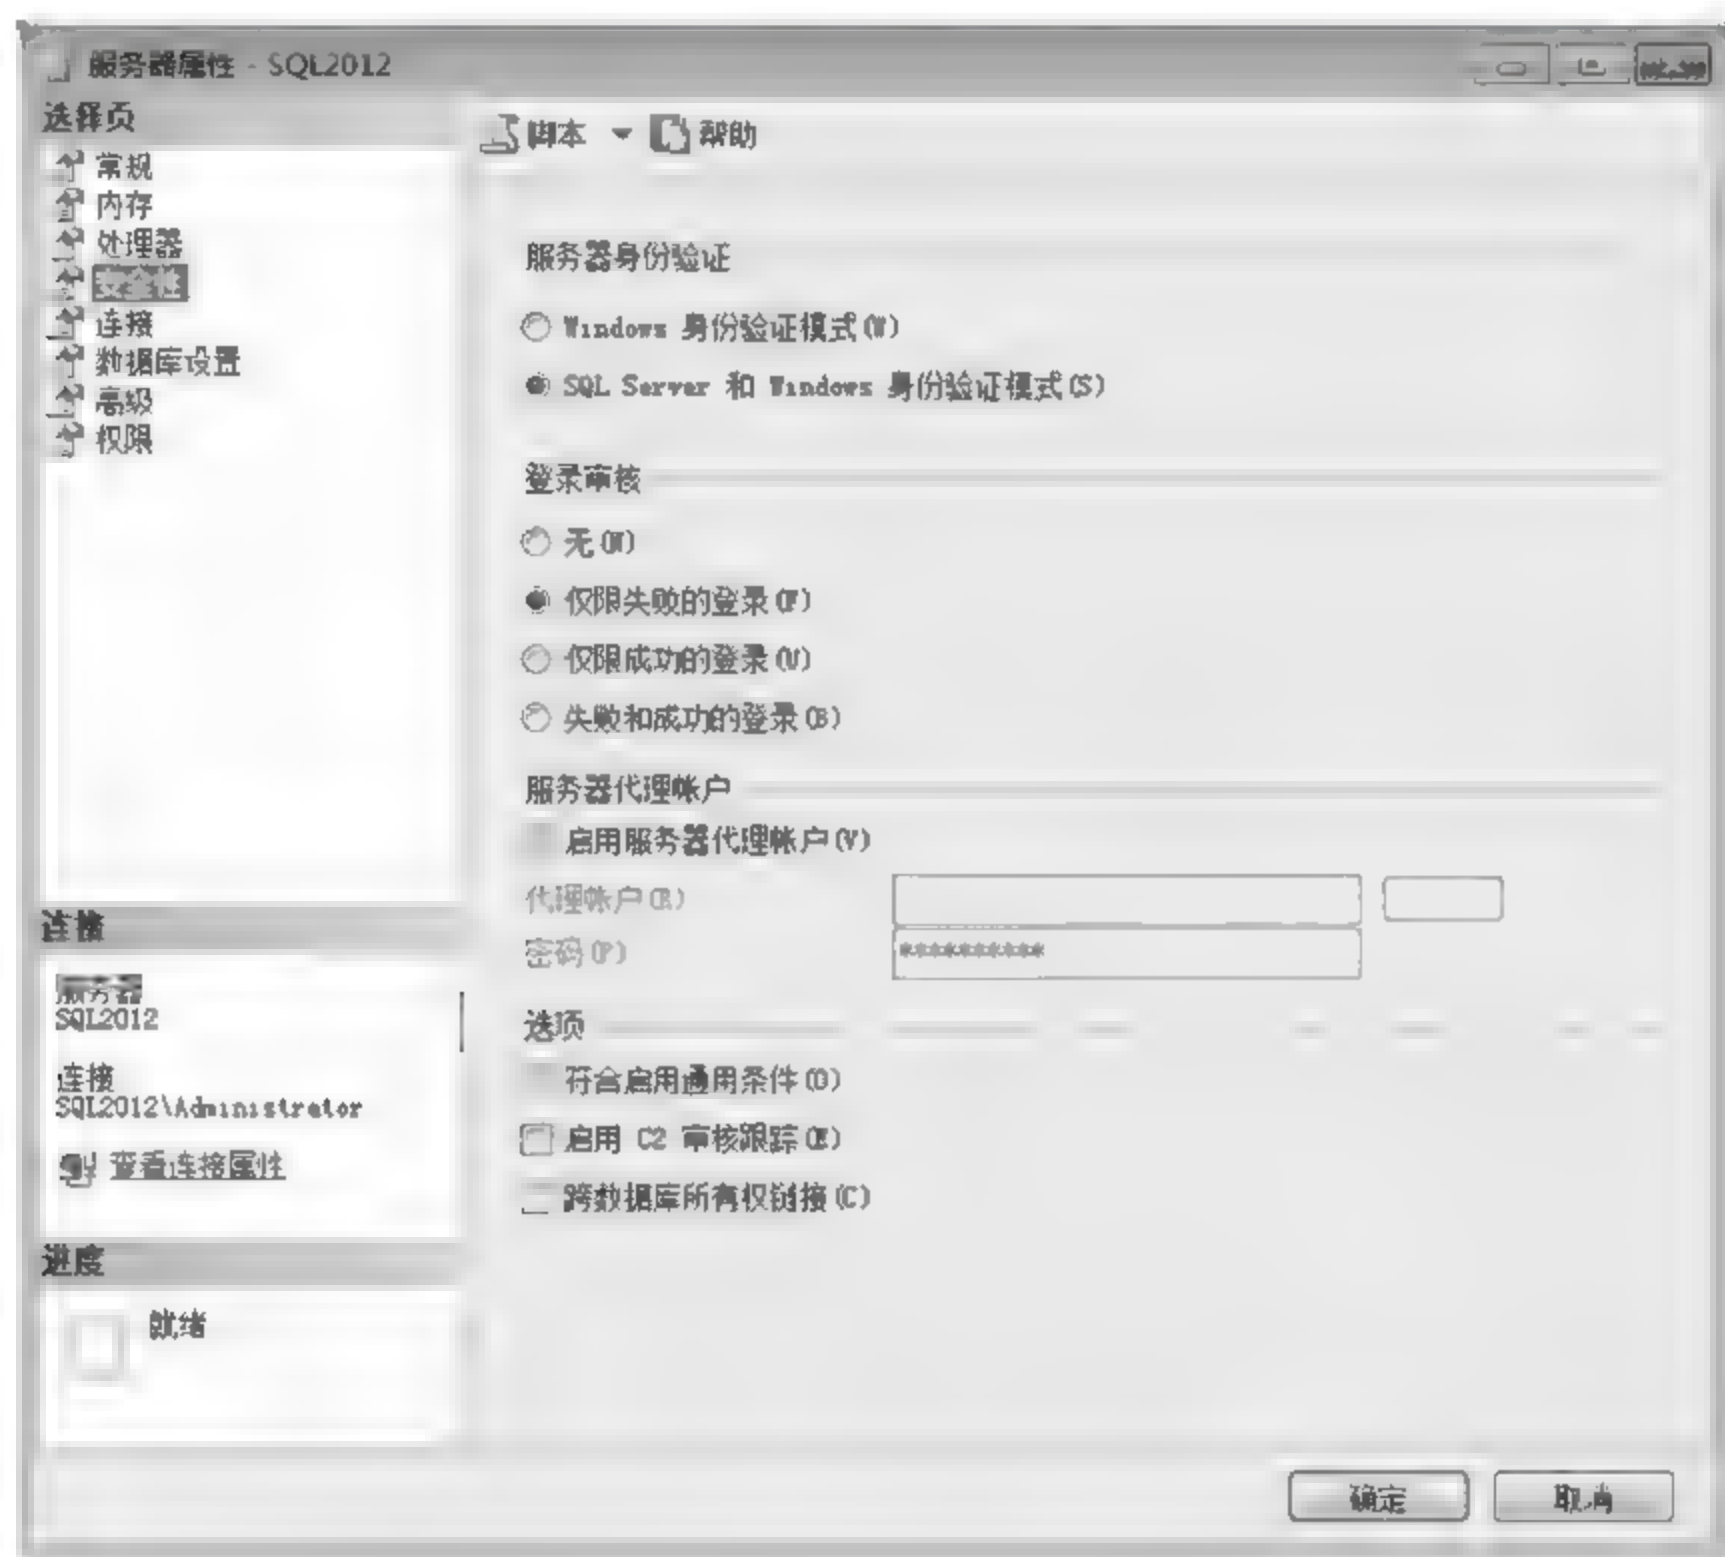 服务器属性 - SQL2012
选择页
常规
内存
处理器
安全性
连接
数据库设置
高级
权限
连接
服务器
SQL2012
连接
SQL2012\Administrator
查看连接属性
进度
就绪
脚本 帮助
服务器身份验证
Windows 身份验证模式(W)
SQL Server 和 Windows 身份验证模式(S)
登录审核
无(N)
仅限失败的登录(F)
仅限成功的登录(U)
失败和成功的登录(B)
服务器代理帐户
启用服务器代理帐户(V)
代理帐户(R)
密码(P)
**********
选项
符合启用通用条件(O)
启用 C2 审核跟踪(E)
跨数据库所有权链接(C)
确定
取消